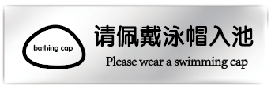 bathing cap
请佩戴泳帽入池
Please wear a swimming cap